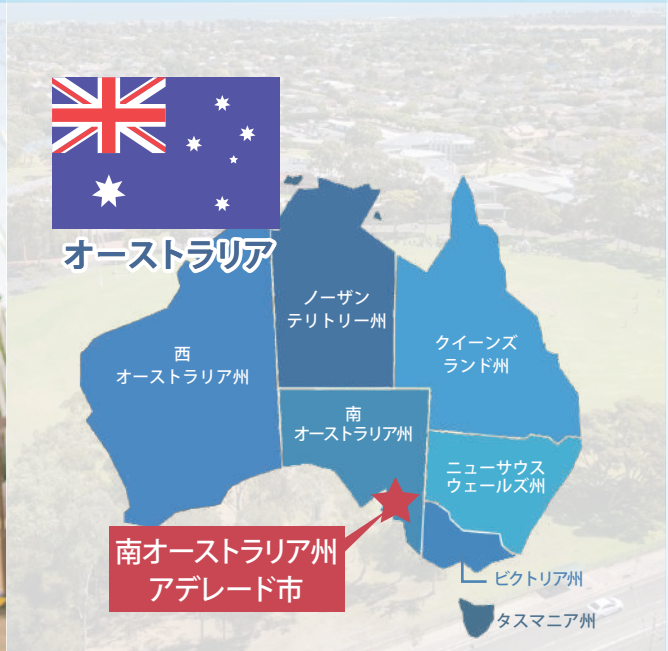 オーストラリア
ノーザン
テリトリー州
クイーンズ
ランド州
西
オーストラリア州
南
オーストラリア州
ニューサウス
ウェールズ州
南オーストラリア州
アデレード市
ビクトリア州
タスマニア州